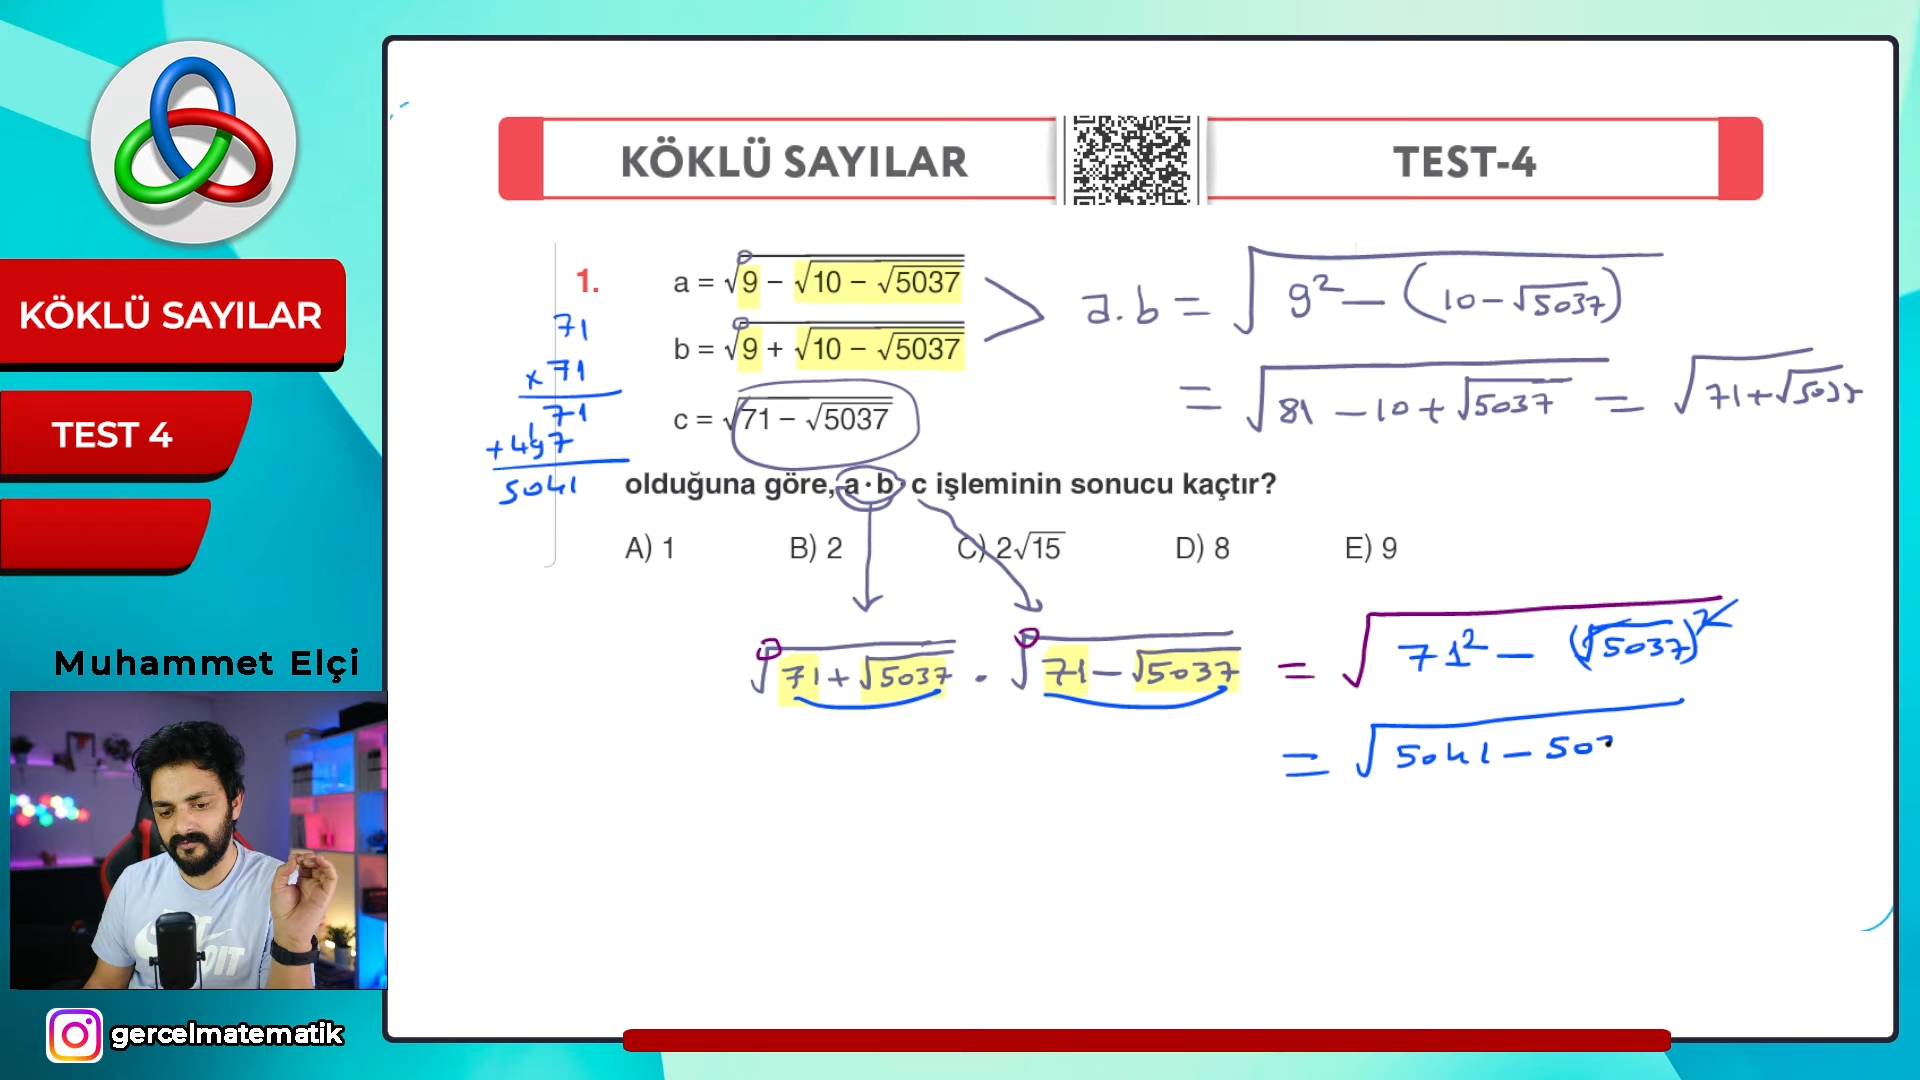 KÖKLÜ SAYILAR
TEST-4
KÖKLÜ SAYILAR
TEST 4
1.
a = √(9 − √(10 − √5037))
b = √(9 + √(10 − √5037))
c = √(71 − √5037)
71
x 71
71
+497
5041
a.b = √(9² − (10 − √5037))
= √(81 − 10 + √5037) = √(71 + √5037)
olduğuna göre, a · b · c işleminin sonucu kaçtır?
A) 1 B) 2 C) 2√15 D) 8 E) 9
√(71 + √5037) . √(71 − √5037) = √(71² − (√5037)²)
= √(5041 − 503
Muhammet Elçi
gercelmatematik